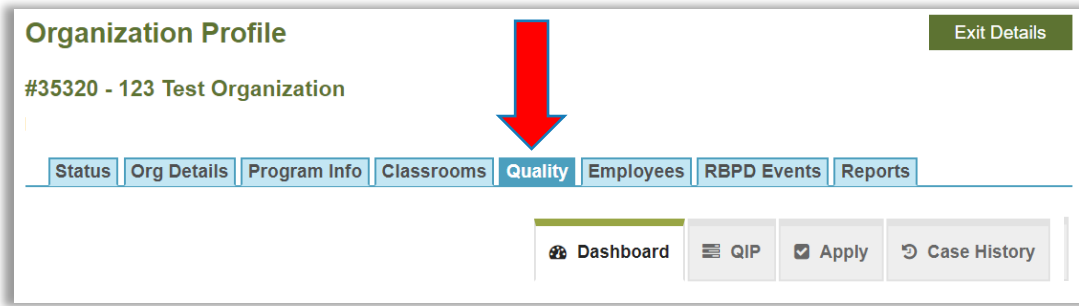 Organization Profile
Exit Details
#35320 - 123 Test Organization
Status Org Details Program Info Classrooms Quality Employees RBPD Events Reports
Dashboard QIP Apply Case History